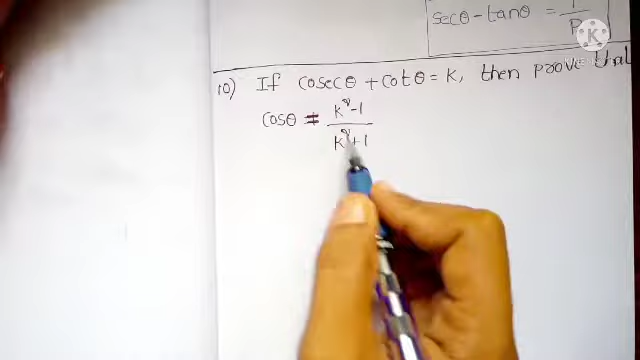 secθ - tanθ = 1/P
10) If cosecθ + cotθ = K, then prove that
cosθ = K²-1/K²+1